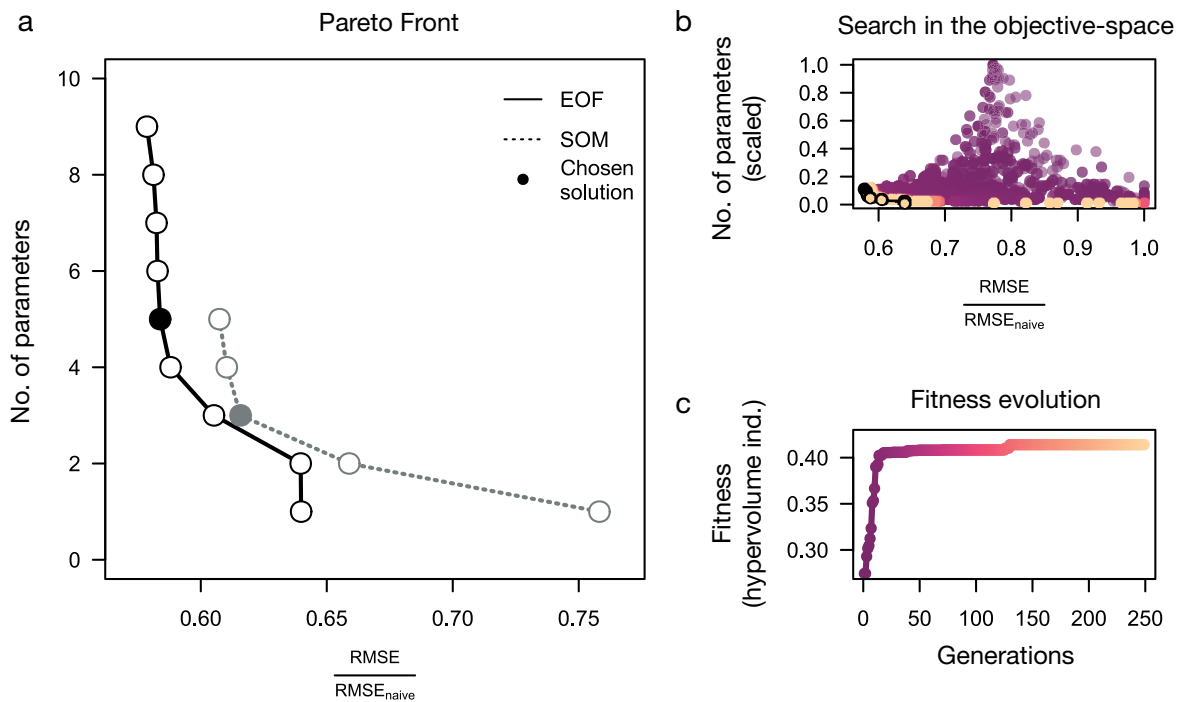 a
Pareto Front
No. of parameters
10
8
6
4
2
0
EOF
SOM
Chosen
solution
0.60
0.65
0.70
0.75
RMSE
RMSEnaive
b
Search in the objective-space
No. of parameters
(scaled)
1.0
0.8
0.6
0.4
0.2
0.0
0.6
0.7
0.8
0.9
1.0
RMSE
RMSEnaive
c
Fitness evolution
Fitness
(hypervolume ind.)
0.40
0.35
0.30
0
50
100
150
200
250
Generations